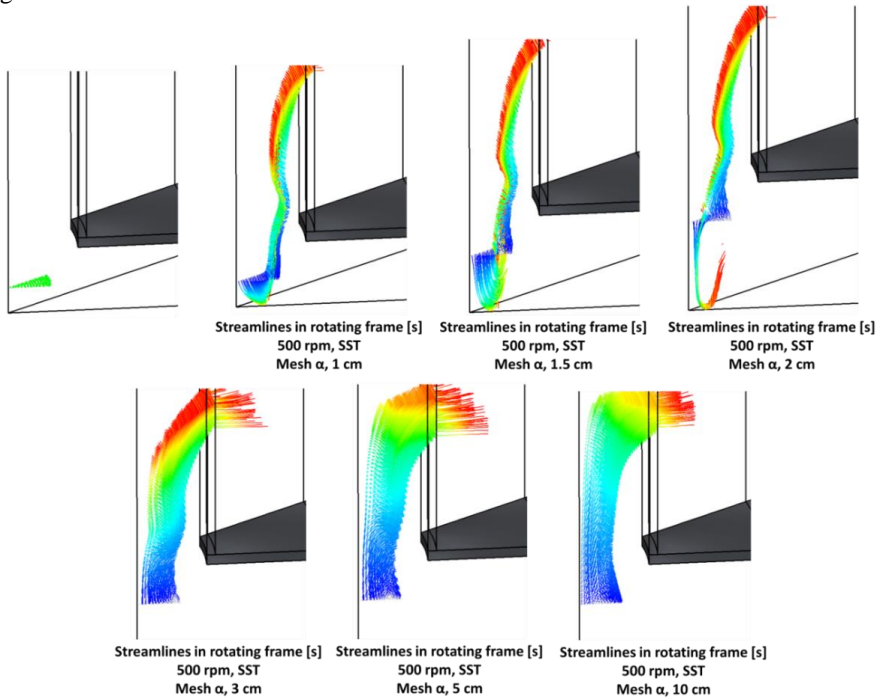 Streamlines in rotating frame [s]
500 rpm, SST
Mesh α, 1 cm
Streamlines in rotating frame [s]
500 rpm, SST
Mesh α, 1.5 cm
Streamlines in rotating frame [s]
500 rpm, SST
Mesh α, 2 cm
Streamlines in rotating frame [s]
500 rpm, SST
Mesh α, 3 cm
Streamlines in rotating frame [s]
500 rpm, SST
Mesh α, 5 cm
Streamlines in rotating frame [s]
500 rpm, SST
Mesh α, 10 cm